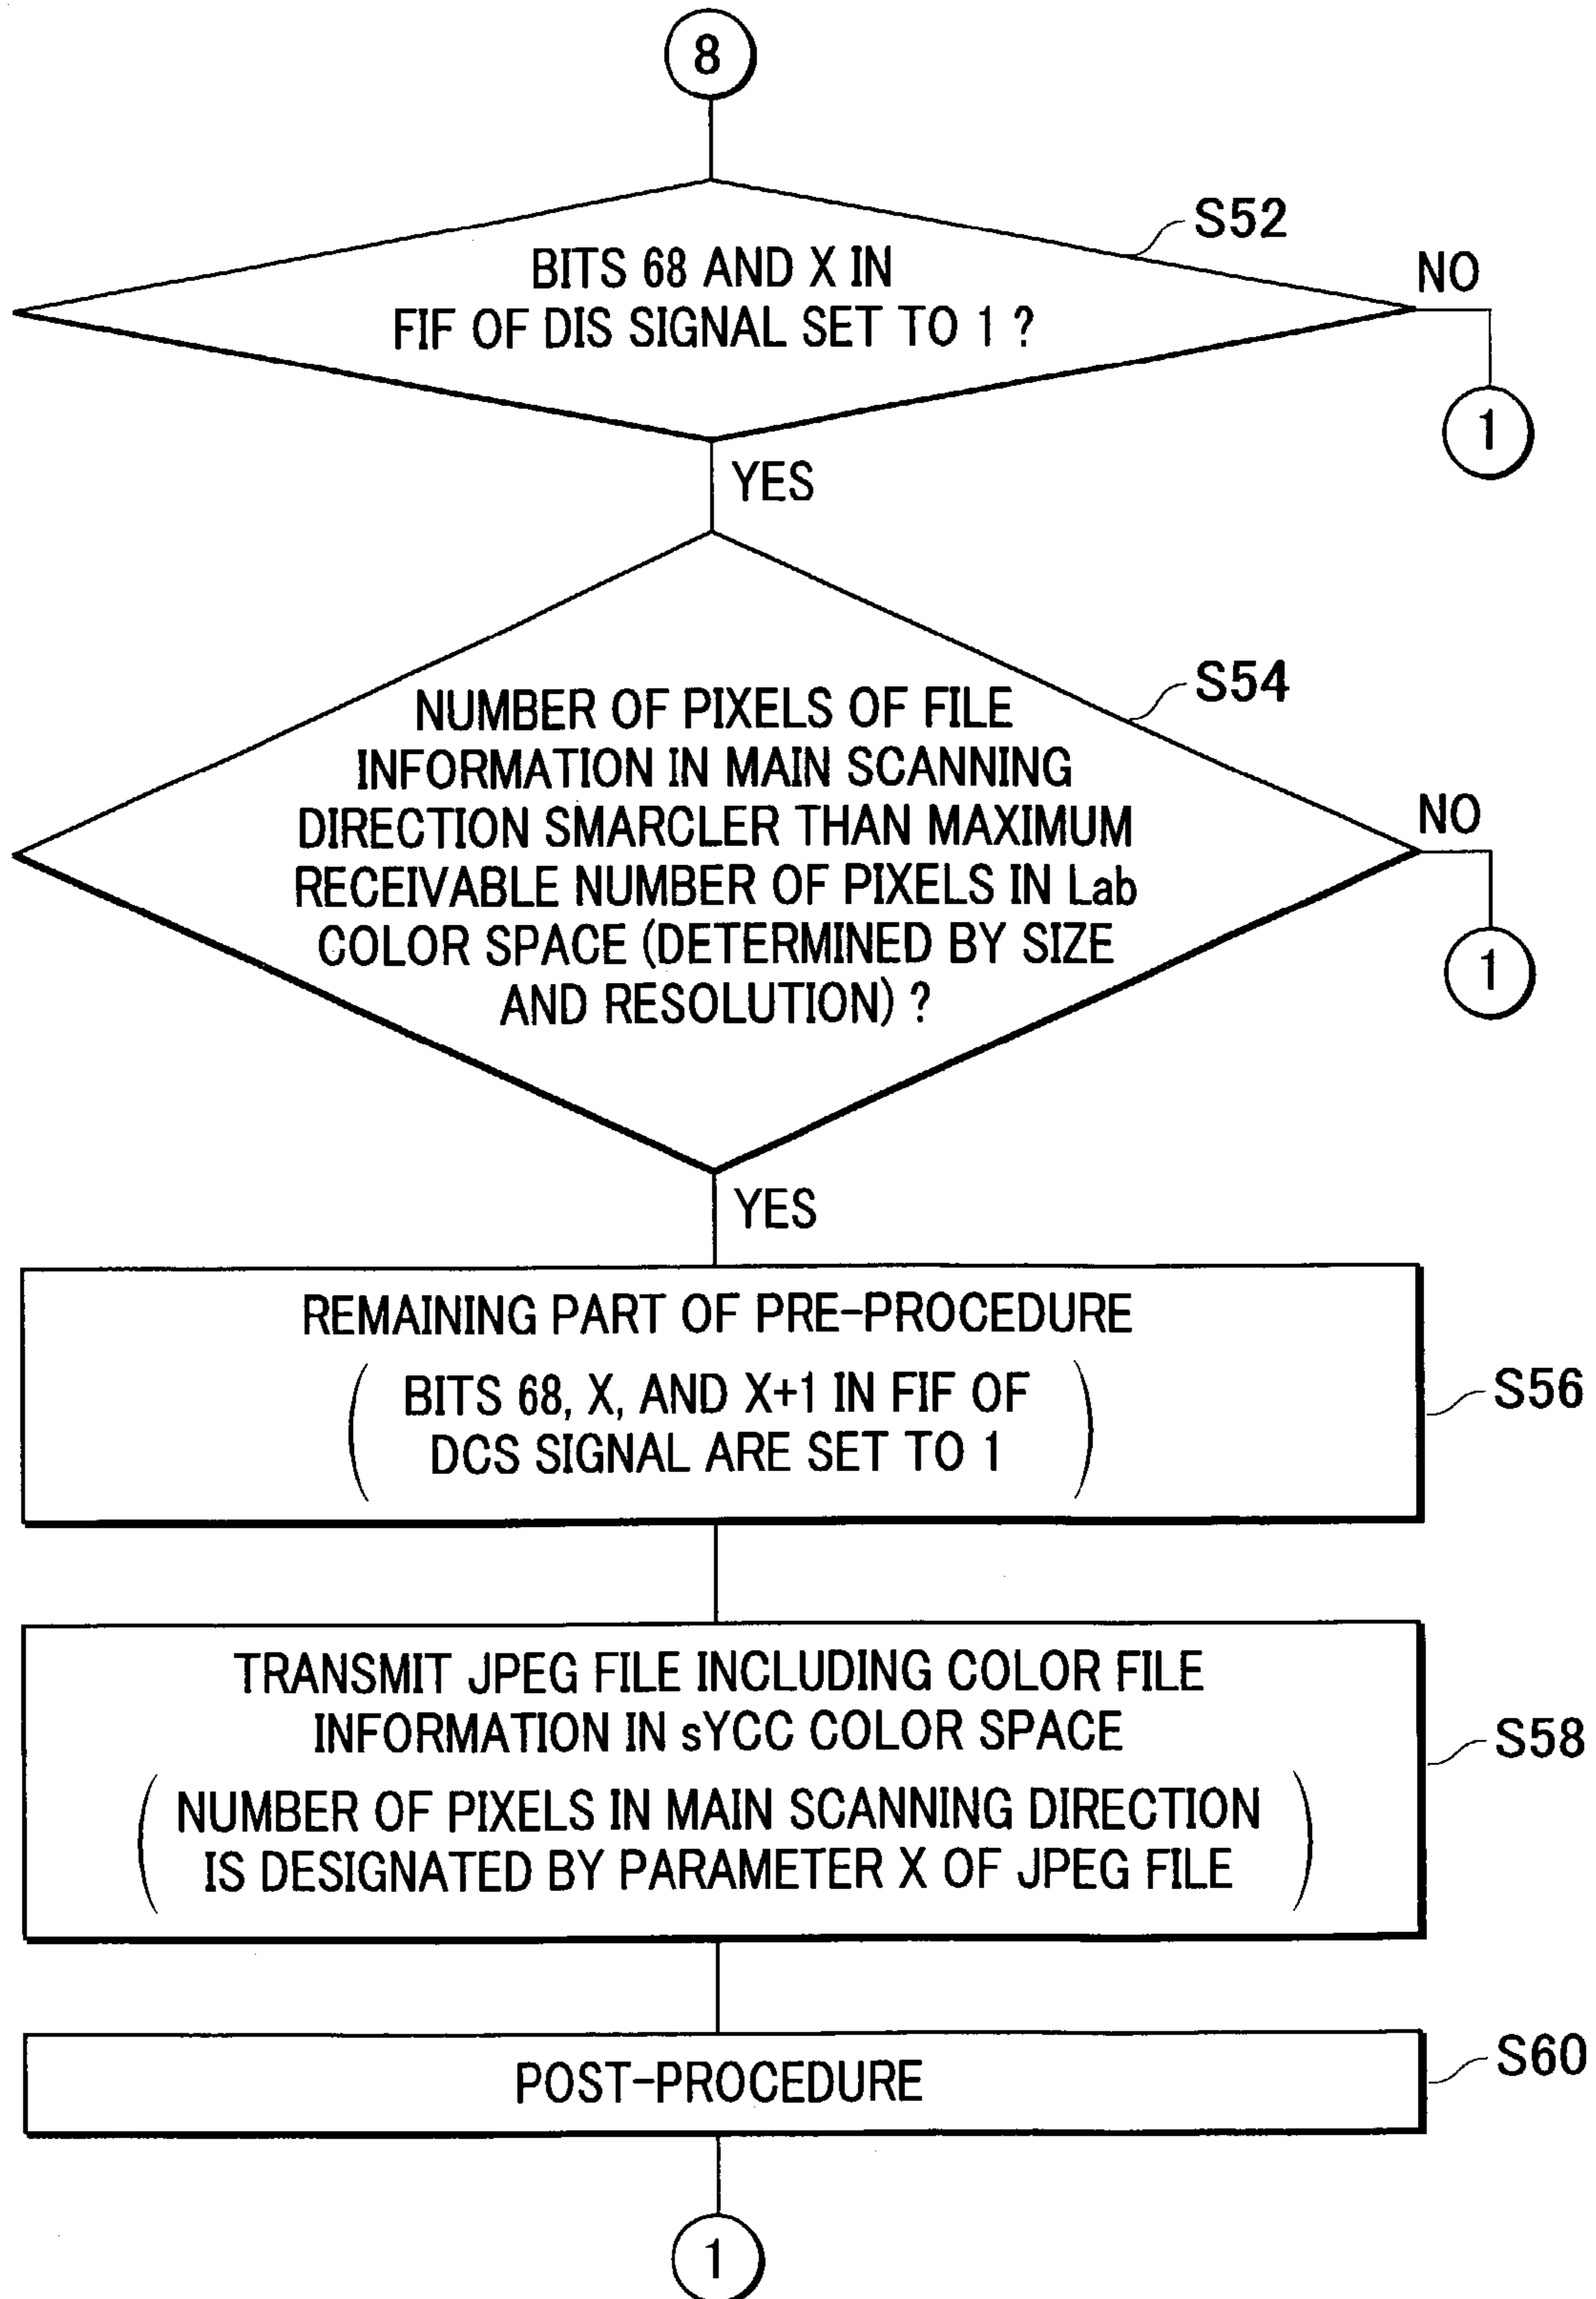 8
S52
BITS 68 AND X IN
FIF OF DIS SIGNAL SET TO 1 ?
NO
1
YES
S54
NUMBER OF PIXELS OF FILE
INFORMATION IN MAIN SCANNING
DIRECTION SMARCLER THAN MAXIMUM
RECEIVABLE NUMBER OF PIXELS IN Lab
COLOR SPACE (DETERMINED BY SIZE
AND RESOLUTION) ?
NO
1
YES
REMAINING PART OF PRE-PROCEDURE
( BITS 68, X, AND X+1 IN FIF OF
DCS SIGNAL ARE SET TO 1 )
S56
TRANSMIT JPEG FILE INCLUDING COLOR FILE
INFORMATION IN sYCC COLOR SPACE
( NUMBER OF PIXELS IN MAIN SCANNING DIRECTION
IS DESIGNATED BY PARAMETER X OF JPEG FILE )
S58
POST-PROCEDURE
S60
1